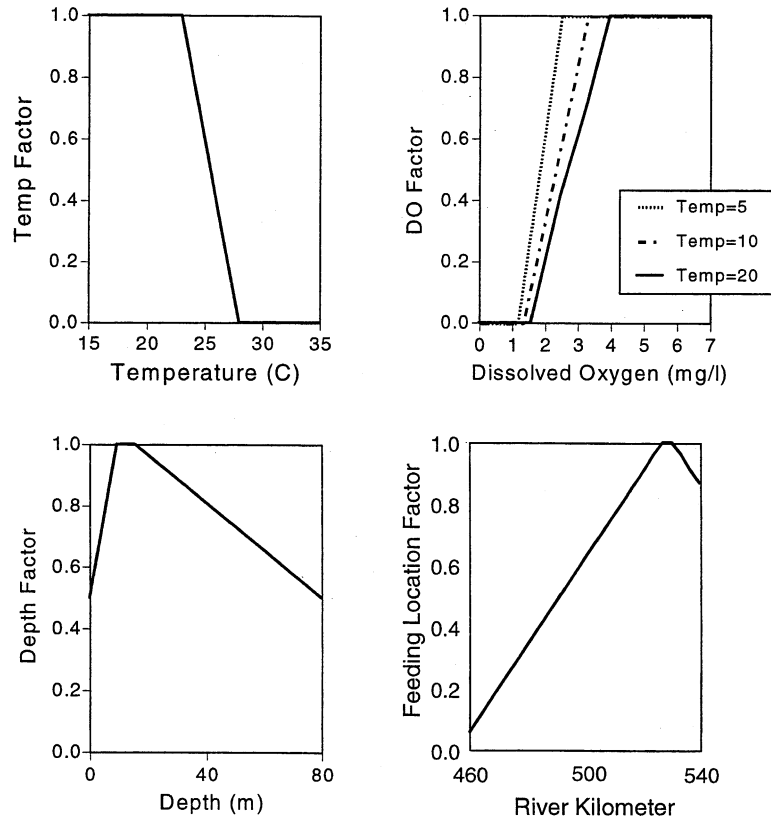 Temp Factor
1.0
0.8
0.6
0.4
0.2
0.0
15 20 25 30 35
Temperature (C)
DO Factor
1.0
0.8
0.6
0.4
0.2
0.0
0 1 2 3 4 5 6 7
Dissolved Oxygen (mg/l)
Temp=5
Temp=10
Temp=20
Depth Factor
1.0
0.8
0.6
0.4
0.2
0.0
0 40 80
Depth (m)
Feeding Location Factor
1.0
0.8
0.6
0.4
0.2
0.0
460 500 540
River Kilometer